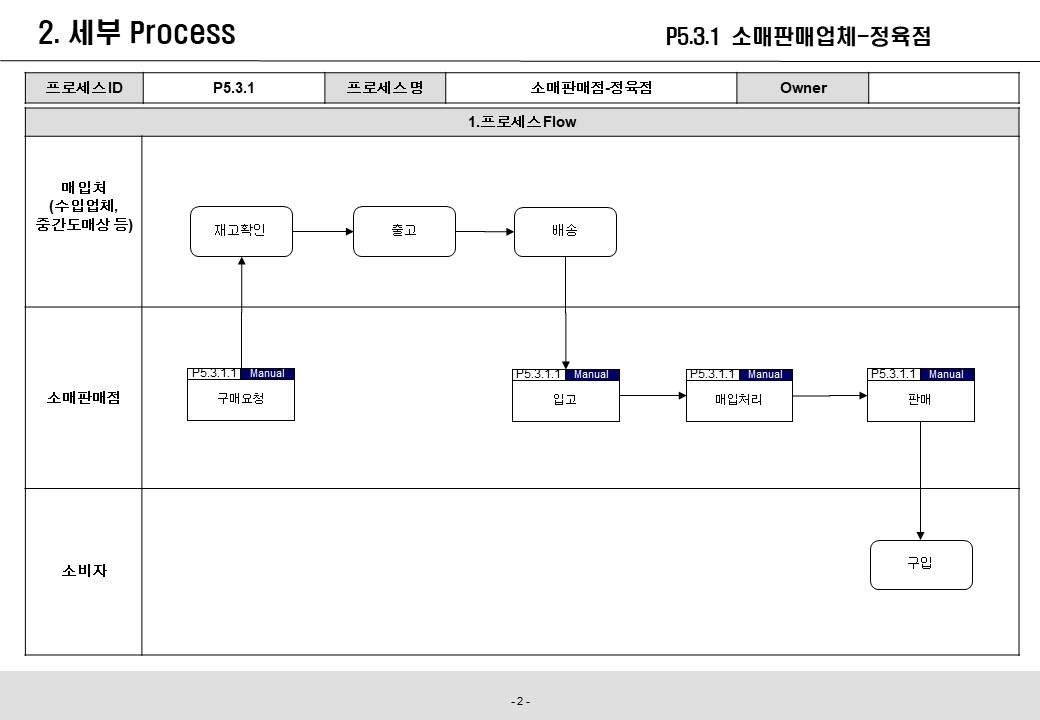 2. 세부 Process
P5.3.1 소매판매업체-정육점
프로세스ID P5.3.1 프로세스명 소매판매점-정육점 Owner
1.프로세스Flow
매입처
(수입업체,
중간도매상 등)
재고확인 출고 배송
소매판매점
P5.3.1.1 Manual
구매요청
P5.3.1.1 Manual
입고
P5.3.1.1 Manual
매입처리
P5.3.1.1 Manual
판매
소비자
구입
- 2 -